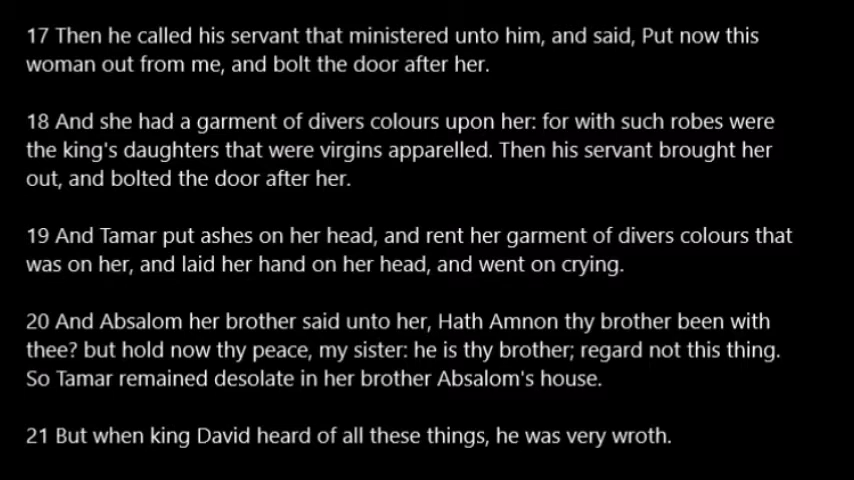 17 Then he called his servant that ministered unto him, and said, Put now this
woman out from me, and bolt the door after her.
18 And she had a garment of divers colours upon her: for with such robes were
the king's daughters that were virgins apparelled. Then his servant brought her
out, and bolted the door after her.
19 And Tamar put ashes on her head, and rent her garment of divers colours that
was on her, and laid her hand on her head, and went on crying.
20 And Absalom her brother said unto her, Hath Amnon thy brother been with
thee? but hold now thy peace, my sister: he is thy brother; regard not this thing.
So Tamar remained desolate in her brother Absalom's house.
21 But when king David heard of all these things, he was very wroth.